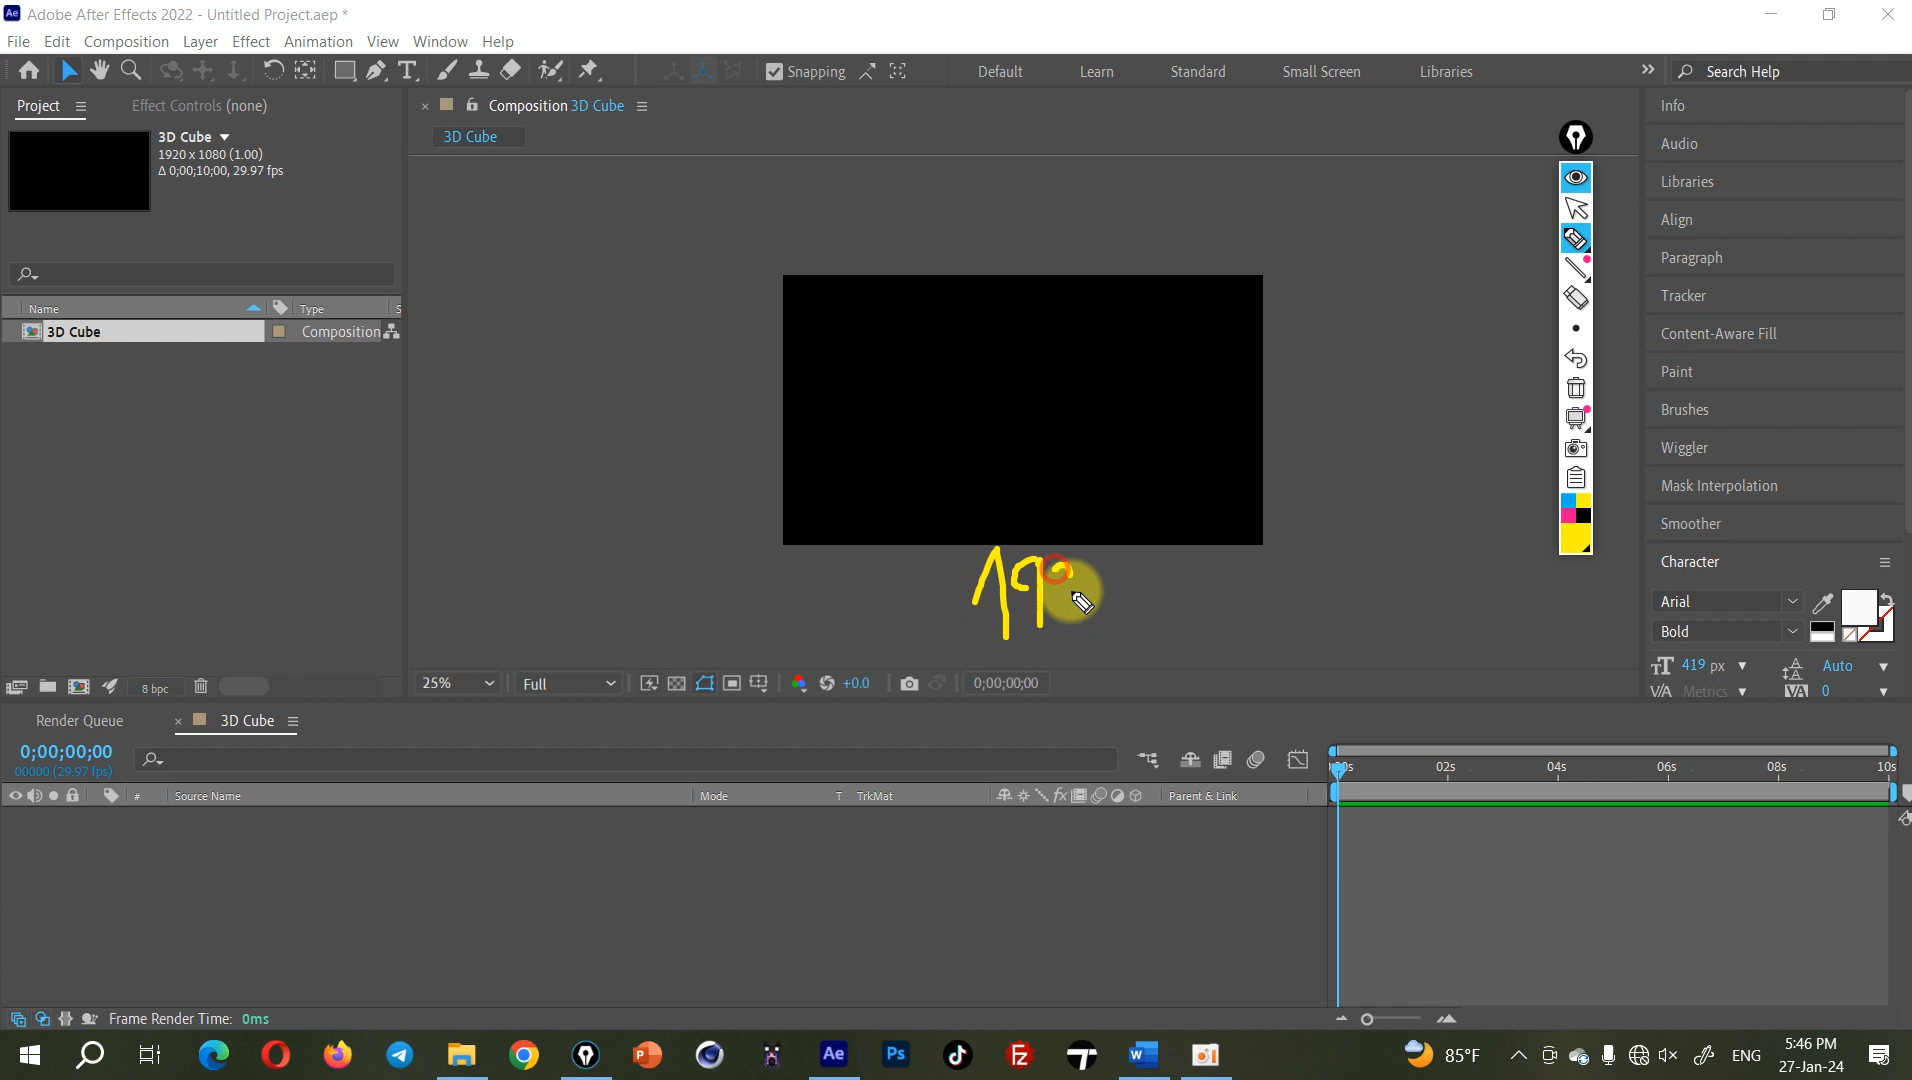 Adobe After Effects 2022 - Untitled Project.aep *
File Edit Composition Layer Effect Animation View Window Help
Snapping Default Learn Standard Small Screen Libraries Search Help
Project Effect Controls (none) Composition 3D Cube Info
3D Cube
1920 x 1080 (1.00)
Δ 0;00;10;00, 29.97 fps
3D Cube
Audio
Libraries
Align
Paragraph
Tracker
Content-Aware Fill
Paint
Brushes
Wiggler
Mask Interpolation
Smoother
Character
Name Type S
3D Cube Composition
19
Arial
Bold
419 px Auto
Metrics 0
8 bpc 25% Full +0.0 0;00;00;00
Render Queue 3D Cube
0;00;00;00
00000 (29.97 fps)
02s 04s 06s 08s 10s
# Source Name Mode T TrkMat fx Parent & Link
Frame Render Time: 0ms
85°F ENG 5:46 PM
27-Jan-24